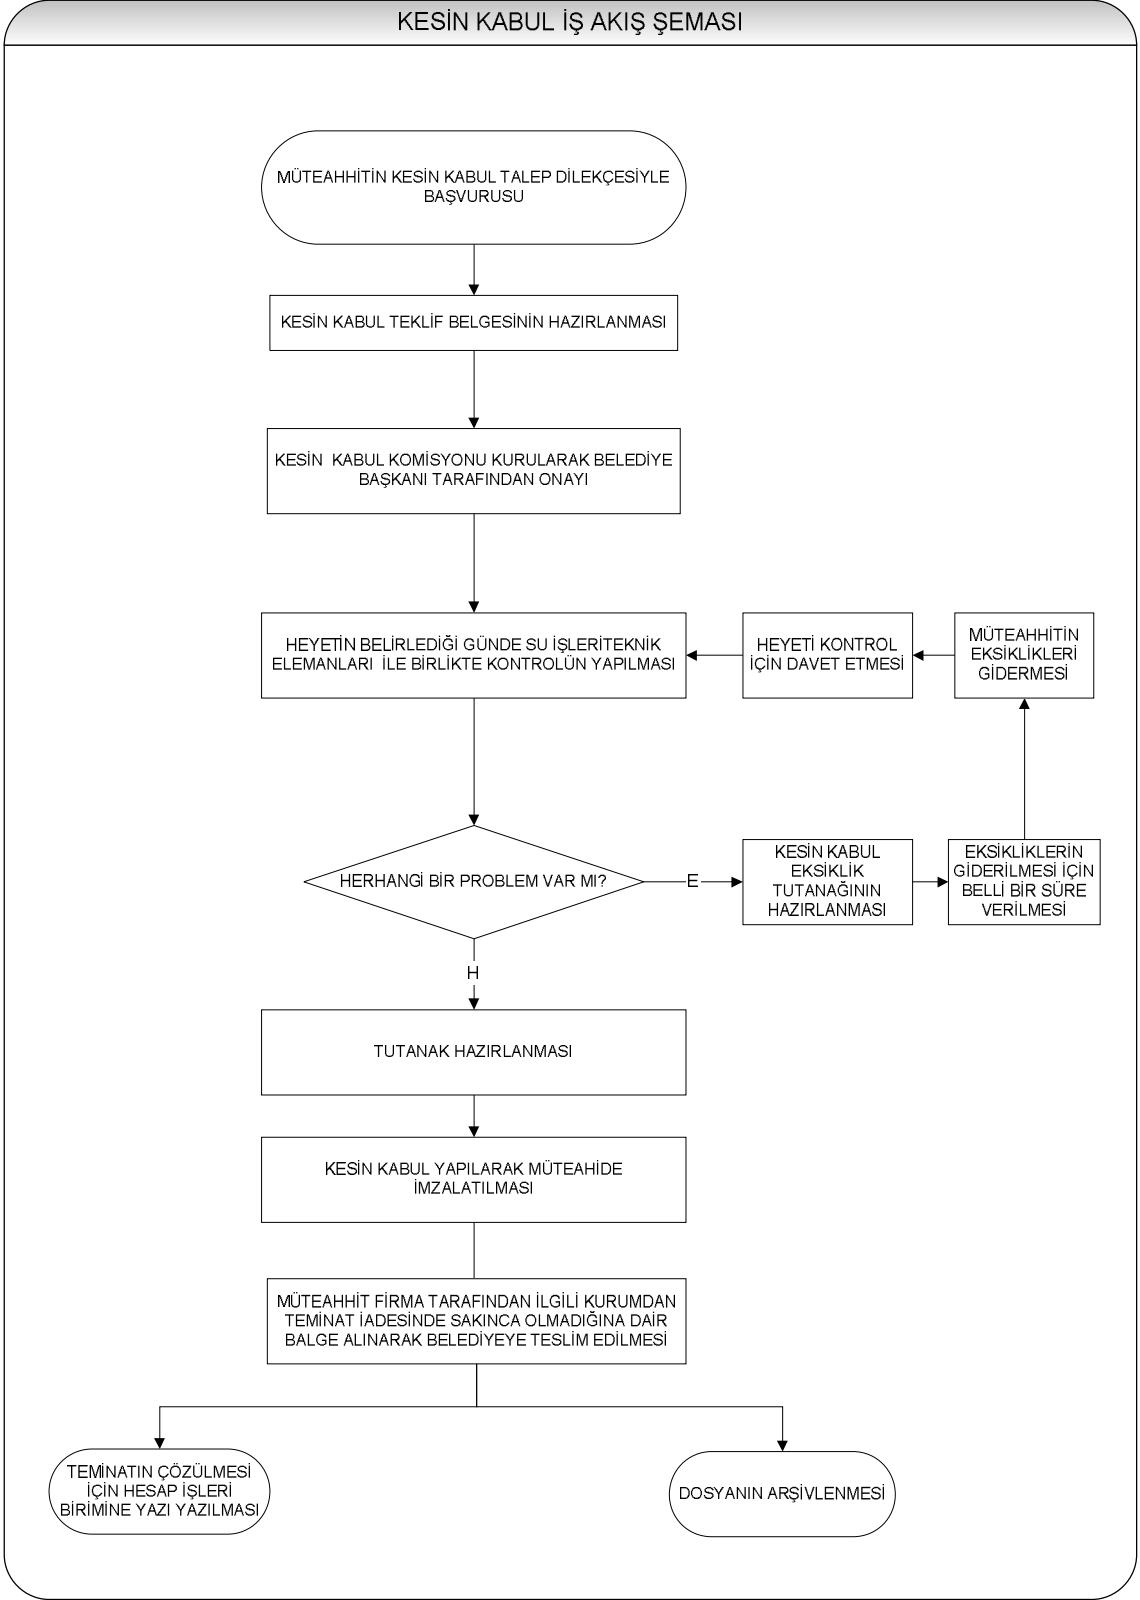 KESİN KABUL İŞ AKIŞ ŞEMASI
MÜTEAHHİTİN KESİN KABUL TALEP DİLEKÇESİYLE
BAŞVURUSU
KESİN KABUL TEKLİF BELGESİNİN HAZIRLANMASI
KESİN KABUL KOMİSYONU KURULARAK BELEDİYE
BAŞKANI TARAFINDAN ONAYI
HEYETİN BELİRLEDİĞİ GÜNDE SU İŞLERİTEKNİK
ELEMANLARI İLE BİRLİKTE KONTROLÜN YAPILMASI
HEYETİ KONTROL
İÇİN DAVET ETMESİ
MÜTEAHHİTİN
EKSİKLİKLERİ
GİDERMESİ
HERHANGİ BİR PROBLEM VAR MI?
E
KESİN KABUL
EKSİKLİK
TUTANAĞININ
HAZIRLANMASI
EKSİKLİKLERİN
GİDERİLMESİ İÇİN
BELLİ BİR SÜRE
VERİLMESİ
H
TUTANAK HAZIRLANMASI
KESİN KABUL YAPILARAK MÜTEAHİDE
İMZALATILMASI
MÜTEAHHİT FİRMA TARAFINDAN İLGİLİ KURUMDAN
TEMİNAT İADESİNDE SAKINCA OLMADIĞINA DAİR
BALGE ALINARAK BELEDİYEYE TESLİM EDİLMESİ
TEMİNATIN ÇÖZÜLMESİ
İÇİN HESAP İŞLERİ
BİRİMİNE YAZI YAZILMASI
DOSYANIN ARŞİVLENMESİ